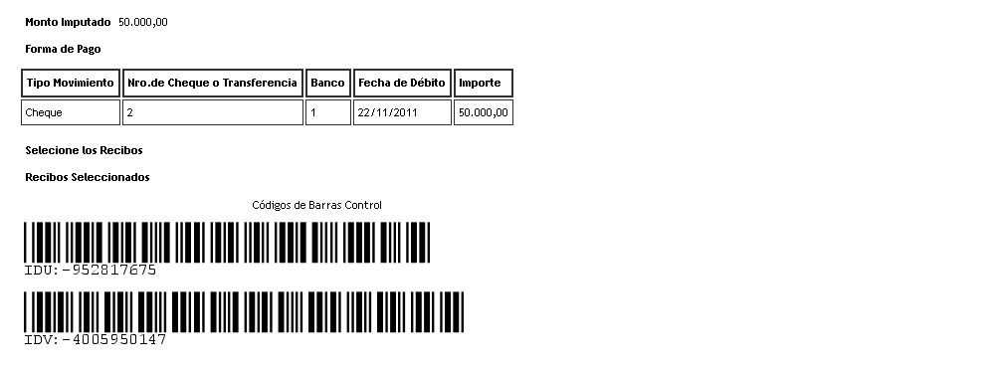 Monto Imputado 50.000,00
Forma de Pago
Tipo Movimiento Nro.de Cheque o Transferencia Banco Fecha de Débito Importe
Cheque 2 1 22/11/2011 50.000,00
Selecione los Recibos
Recibos Seleccionados
Códigos de Barras Control
IDU:-952817675
IDV:-4005950147